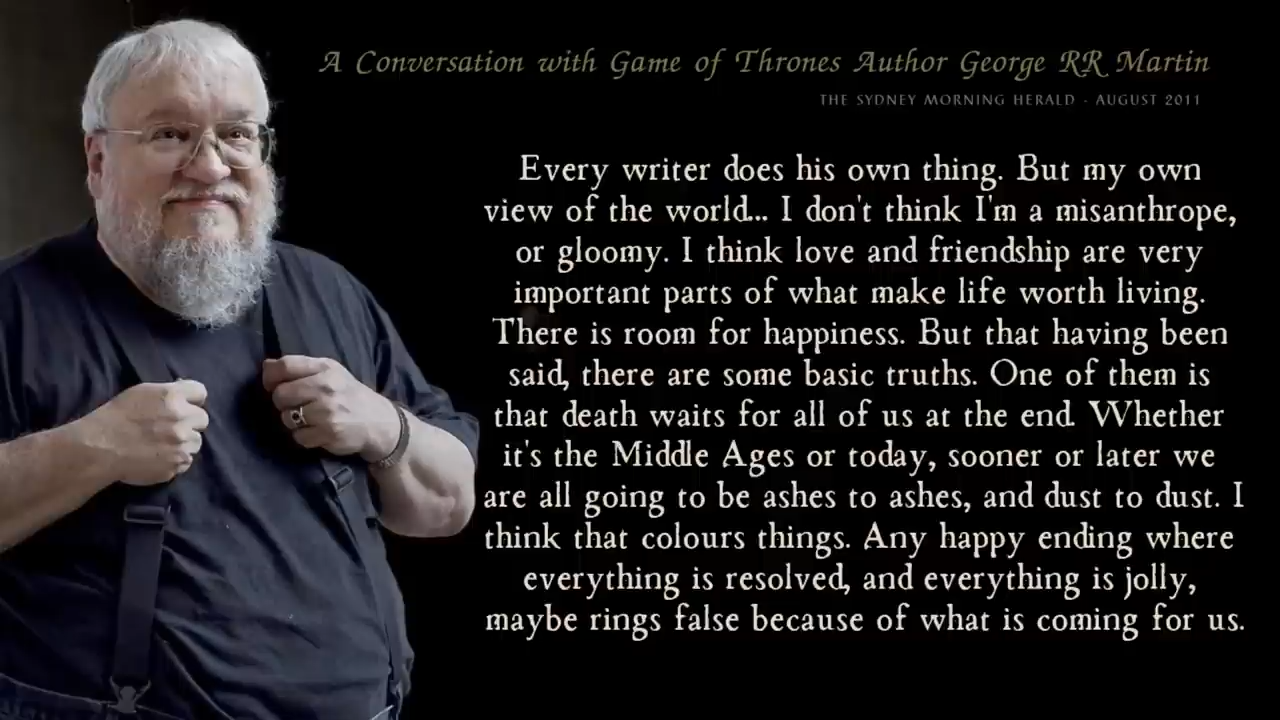 A Conversation with Game of Thrones Author George RR Martin
THE SYDNEY MORNING HERALD - AUGUST 2011
Every writer does his own thing. But my own
view of the world... I don't think I'm a misanthrope,
or gloomy. I think love and friendship are very
important parts of what make life worth living.
There is room for happiness. But that having been
said, there are some basic truths. One of them is
that death waits for all of us at the end. Whether
it's the Middle Ages or today, sooner or later we
are all going to be ashes to ashes, and dust to dust. I
think that colours things. Any happy ending where
everything is resolved, and everything is jolly,
maybe rings false because of what is coming for us.